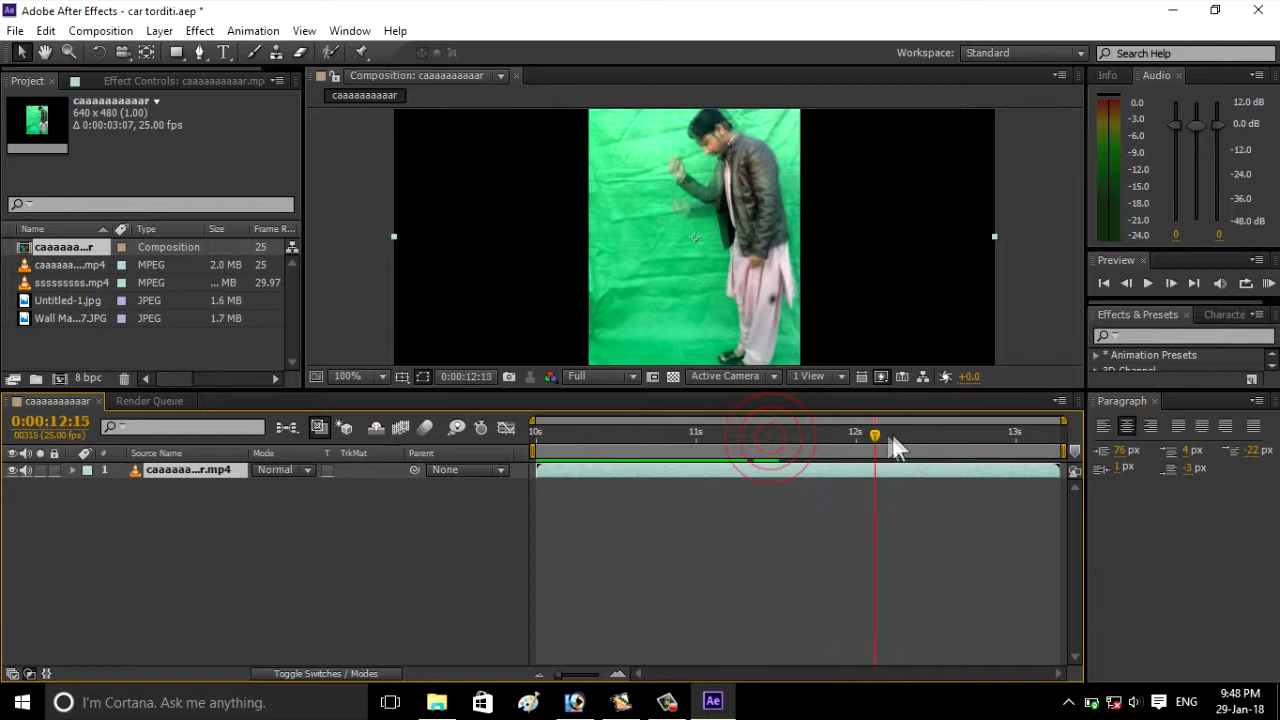 Ae Adobe After Effects - car torditi.aep *
File Edit Composition Layer Effect Animation View Window Help
Workspace: Standard Search Help
Project Effect Controls: caaaaaaaaaar.mp
Composition: caaaaaaaaaar
Info Audio
caaaaaaaaaar
caaaaaaaaaar
640 x 480 (1.00)
Δ 0:00:03:07, 25.00 fps
0.0 12.0 dB
-3.0
-6.0 0.0 dB
-9.0
-12.0 -12.0
-15.0 -24.0
-18.0 -36.0
-21.0
-24.0 -48.0 dB
0 0
Name Type Size Frame R...
caaaaaa...r Composition 25
caaaaaa....mp4 MPEG 2.0 MB 25
sssssssss.mp4 MPEG ... MB 29.97
Untitled-1.jpg JPEG 1.6 MB
Wall Ma...7.JPG JPEG 1.7 MB
Preview
Effects & Presets Characte
* Animation Presets
8 bpc
100% 0:00:12:18 Full Active Camera 1 View +0.0
caaaaaaaaaar Render Queue
Paragraph
0:00:12:15
00315 (25.00 fps)
10s 11s 12s 13s
# Source Name Mode T TrkMat Parent
1 caaaaaa...r.mp4 Normal None
76 px 4 px -22 px
1 px -3 px
Toggle Switches / Modes
I'm Cortana. Ask me anything.
Ae
ENG
9:48 PM
29-Jan-18